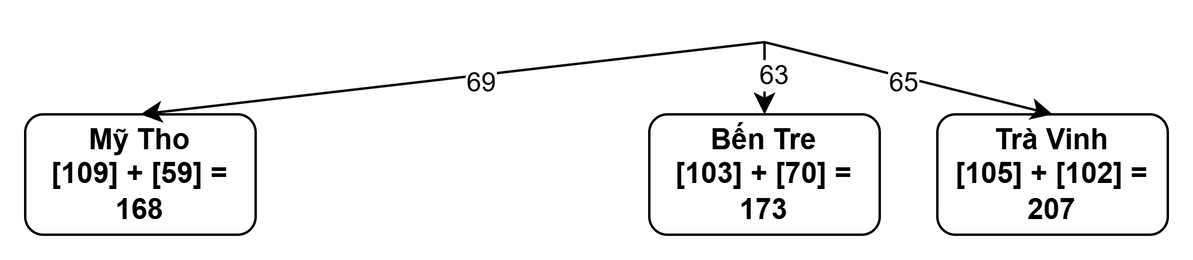 69
63
65
Mỹ Tho
[109] + [59] =
168
Bến Tre
[103] + [70] =
173
Trà Vinh
[105] + [102] =
207